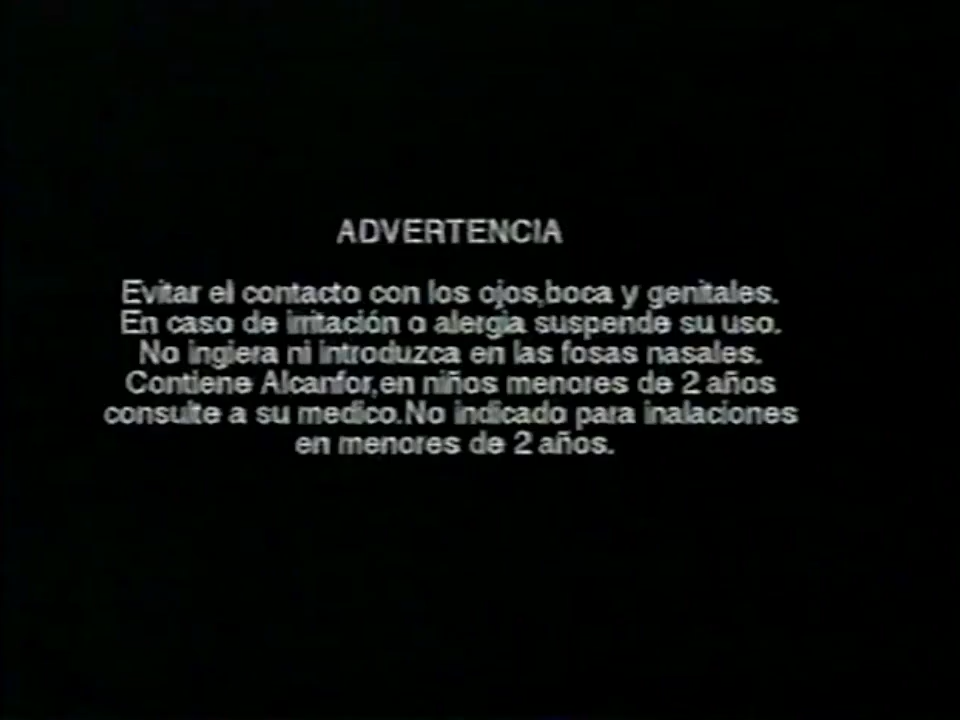 ADVERTENCIA
Evitar el contacto con los ojos,boca y genitales.
En caso de irritación o alergia suspende su uso.
No ingiera ni introduzca en las fosas nasales.
Contiene Alcanfor,en niños menores de 2 años
consulte a su medico.No indicado para inalaciones
en menores de 2 años.